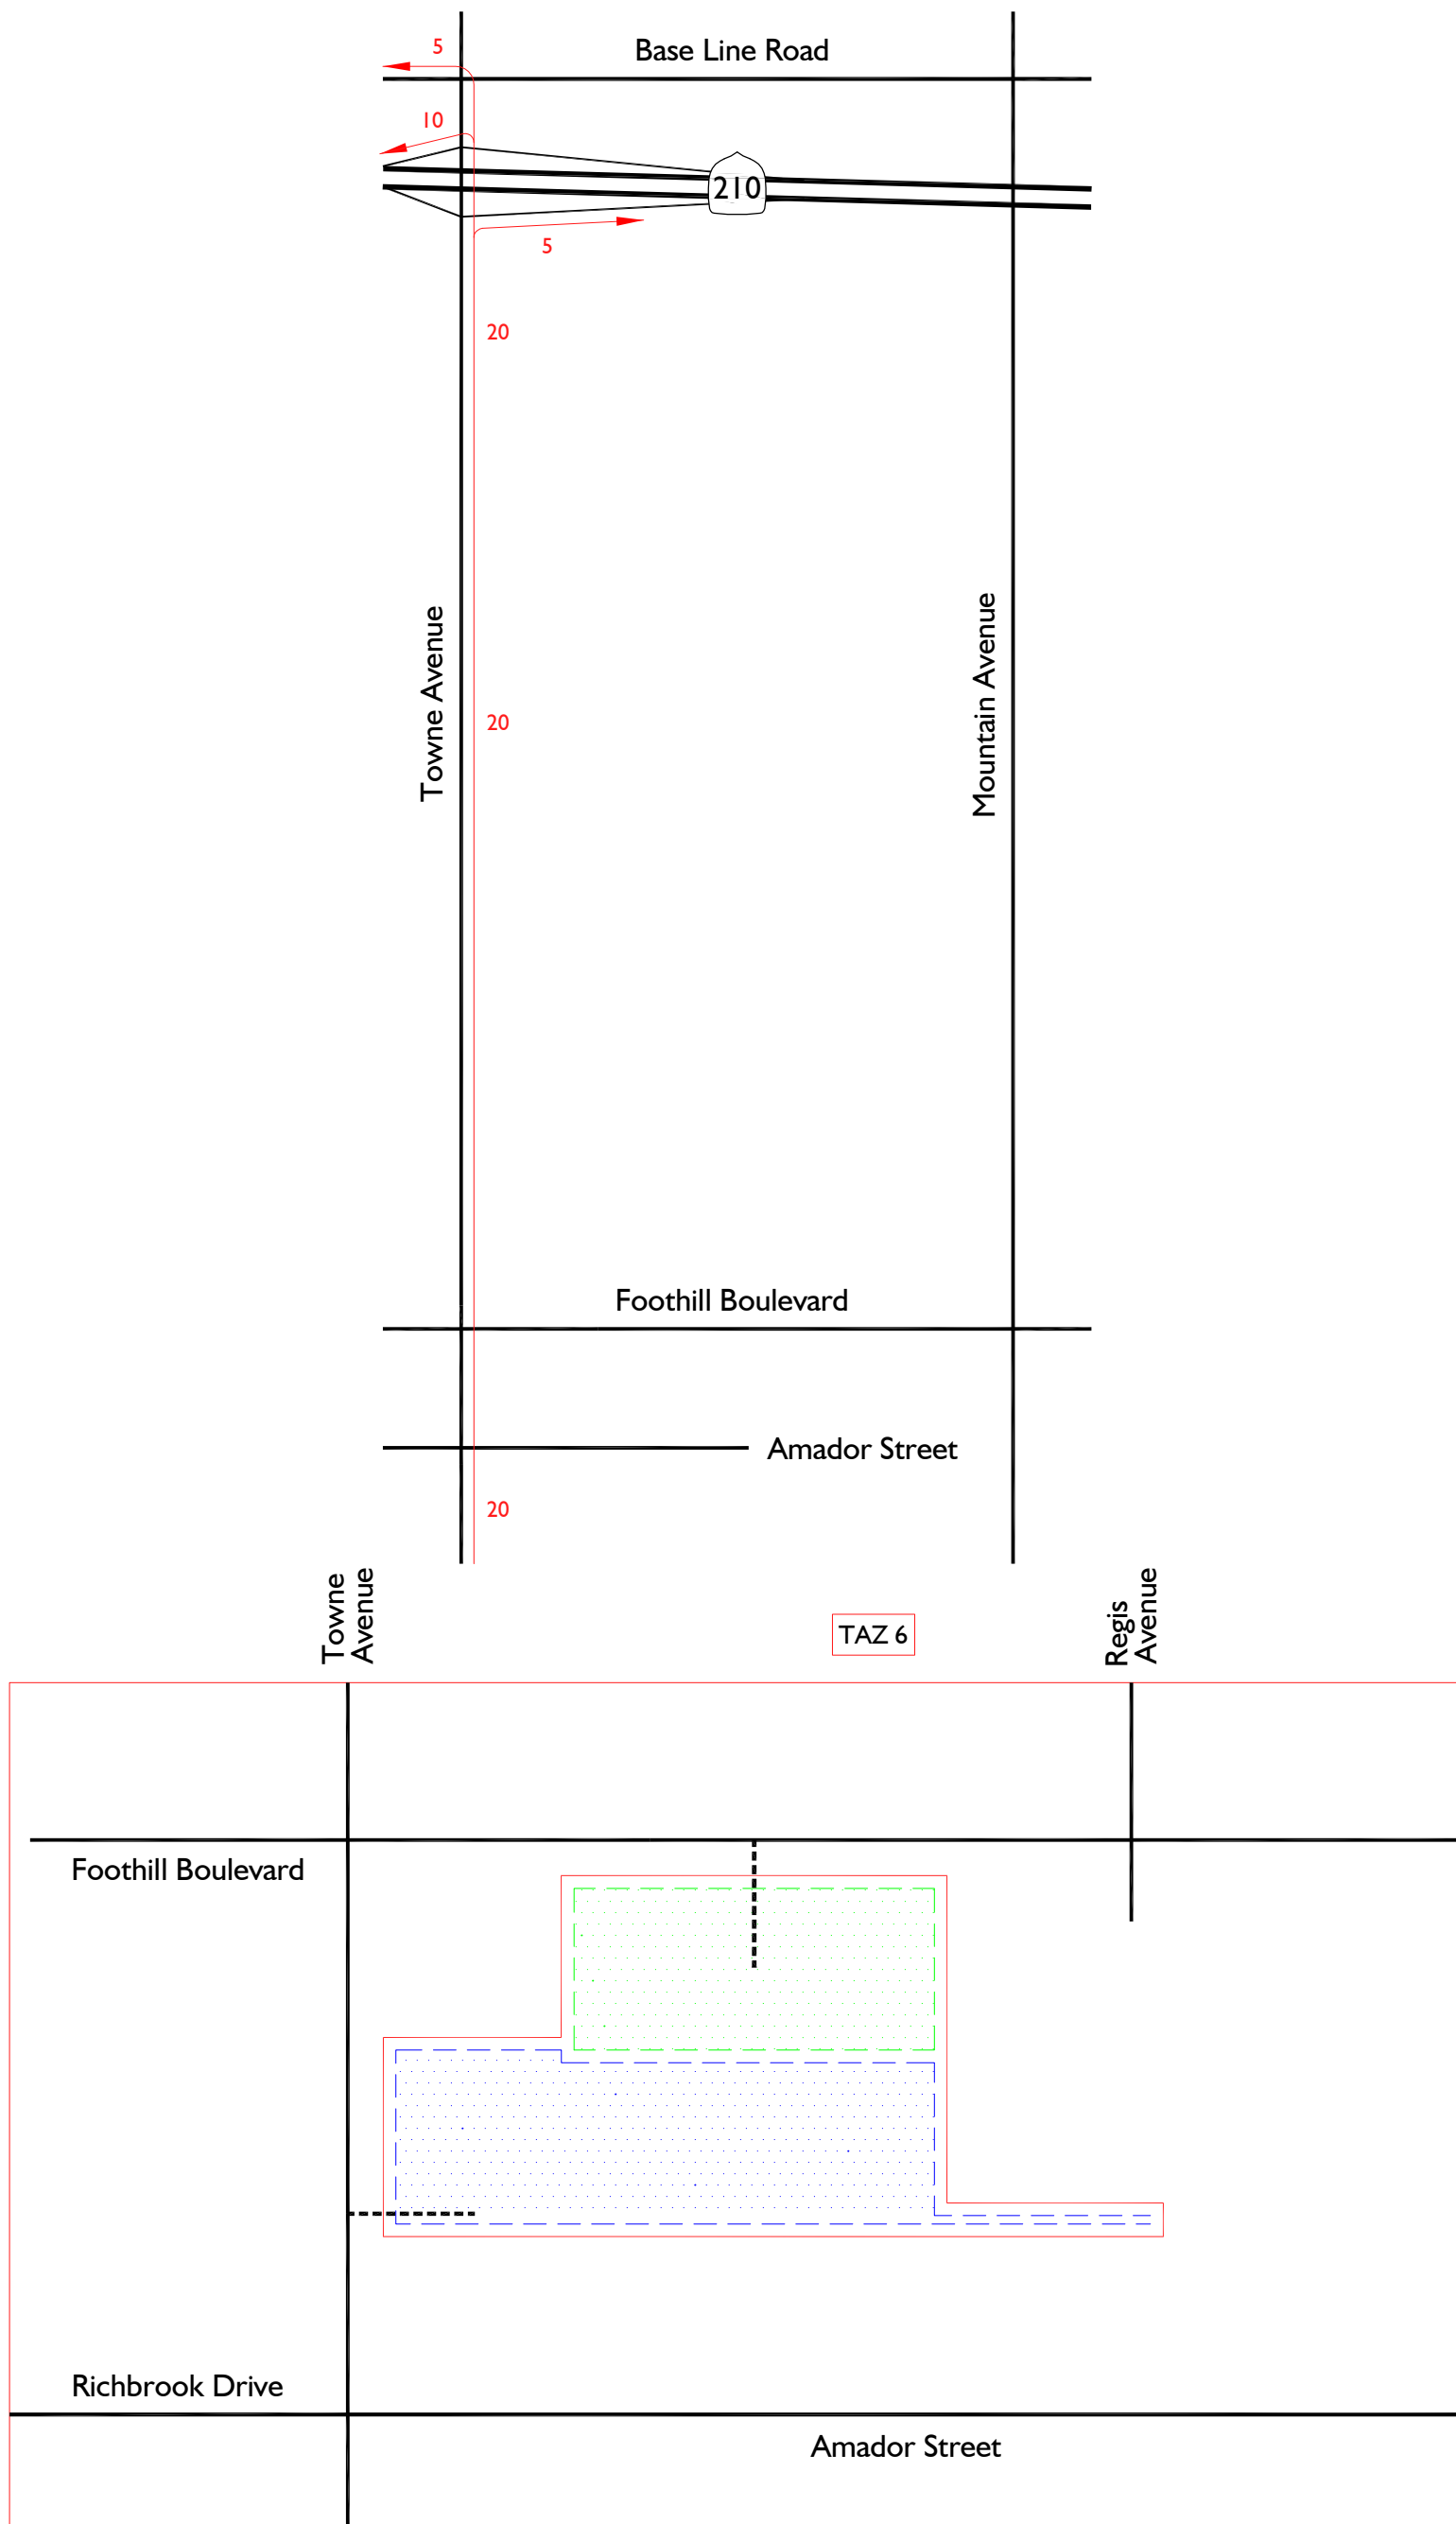 5
Base Line Road
10
210
5
20
Towne Avenue
20
Mountain Avenue
Foothill Boulevard
Amador Street
20
Towne
Avenue
TAZ 6
Regis
Avenue
Foothill Boulevard
Richbrook Drive
Amador Street